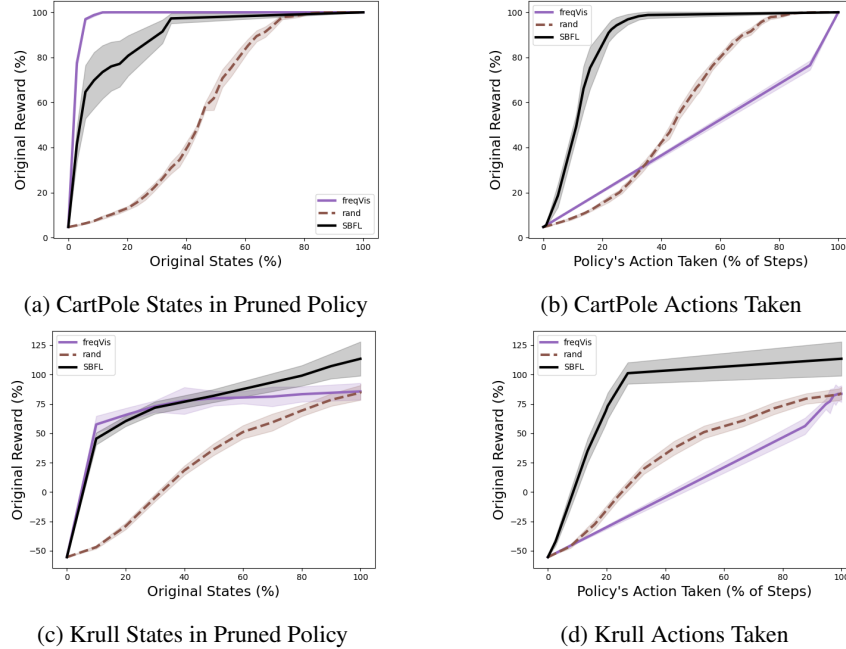 100
80
60
40
20
0
Original Reward (%)
0 20 40 60 80 100
Original States (%)
freqVis
rand
SBFL
(a) CartPole States in Pruned Policy
100
80
60
40
20
0
Original Reward (%)
0 20 40 60 80 100
Policy's Action Taken (% of Steps)
freqVis
rand
SBFL
(b) CartPole Actions Taken
125
100
75
50
25
0
−25
−50
Original Reward (%)
0 20 40 60 80 100
Original States (%)
freqVis
rand
SBFL
(c) Krull States in Pruned Policy
125
100
75
50
25
0
−25
−50
Original Reward (%)
0 20 40 60 80 100
Policy's Action Taken (% of Steps)
freqVis
rand
SBFL
(d) Krull Actions Taken